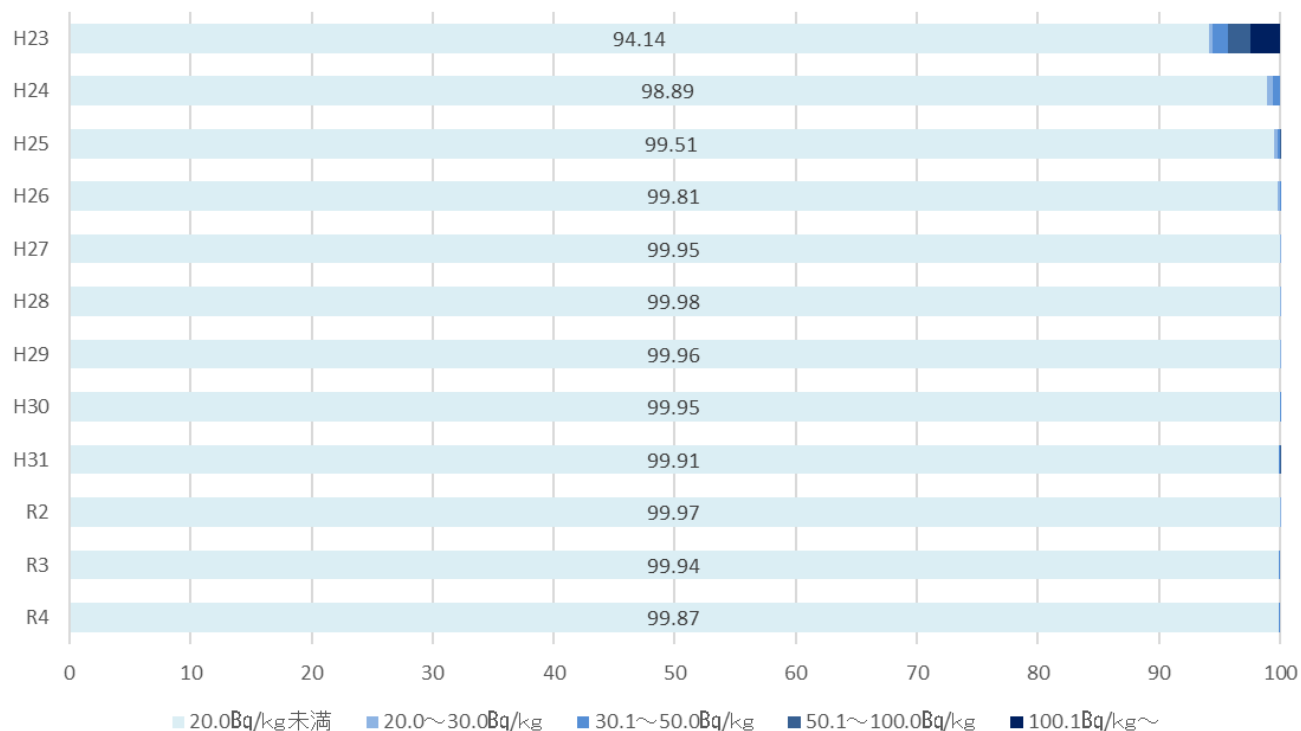 H23 94.14
H24 98.89
H25 99.51
H26 99.81
H27 99.95
H28 99.98
H29 99.96
H30 99.95
H31 99.91
R2 99.97
R3 99.94
R4 99.87
0 10 20 30 40 50 60 70 80 90 100
20.0Bq/kg未満 20.0～30.0Bq/kg 30.1～50.0Bq/kg 50.1～100.0Bq/kg 100.1Bq/kg～